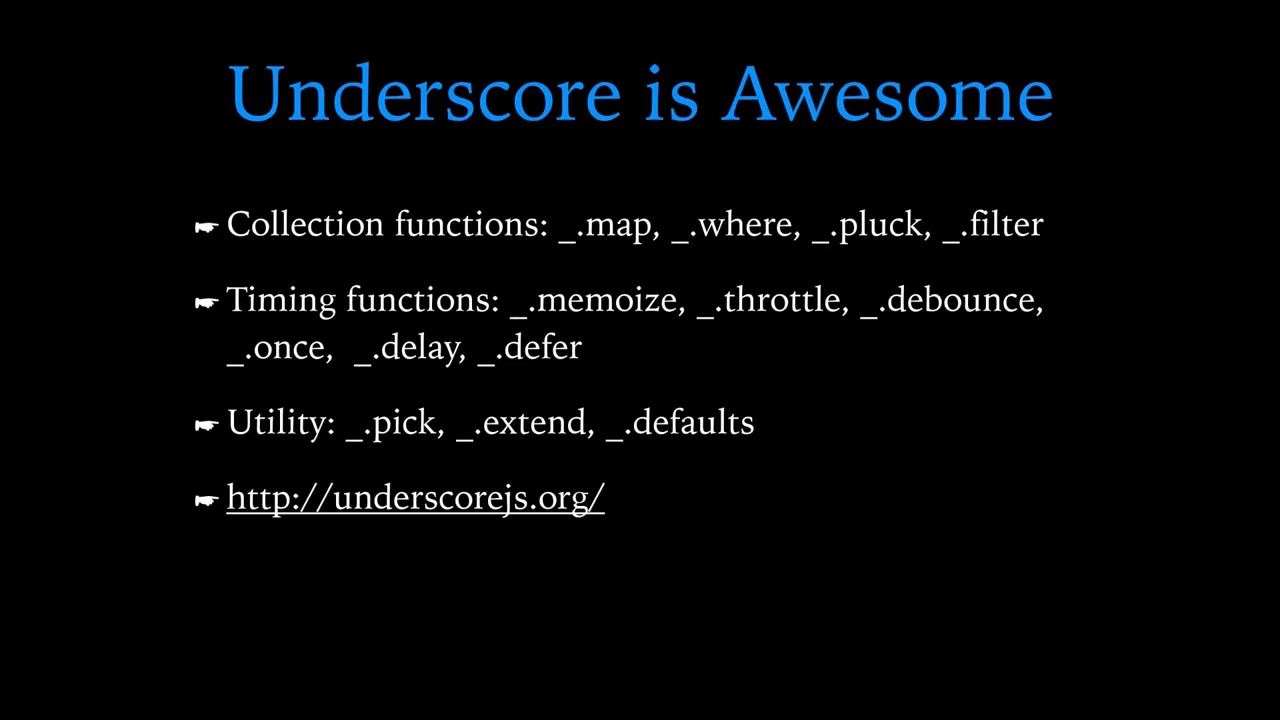 Underscore is Awesome
☛ Collection functions: _.map, _.where, _.pluck, _.filter
☛ Timing functions: _.memoize, _.throttle, _.debounce,
_.once, _.delay, _.defer
☛ Utility: _.pick, _.extend, _.defaults
☛ http://underscorejs.org/